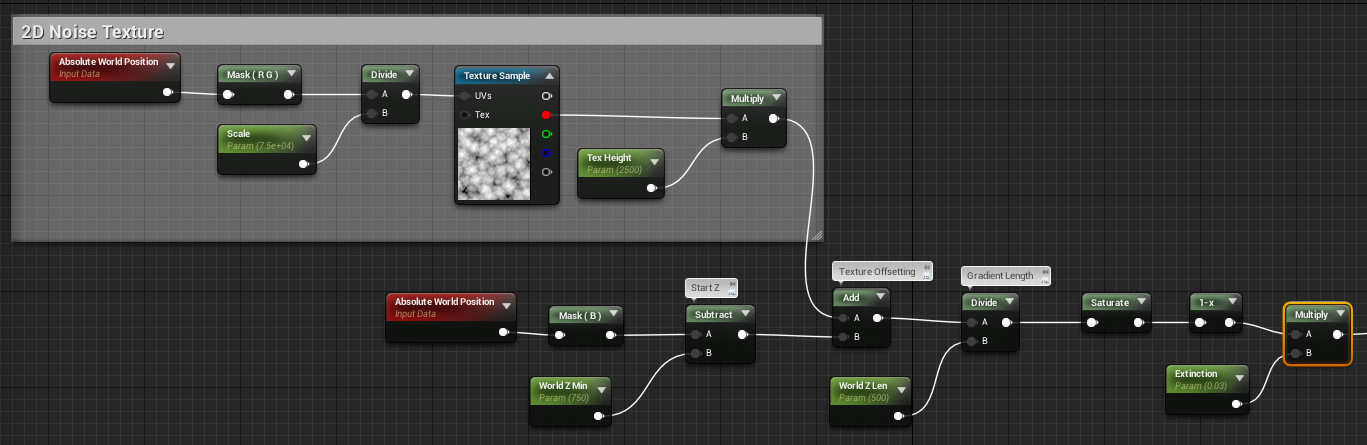 2D Noise Texture
Absolute World Position
Input Data
Mask ( R G )
Divide
A
B
Scale
Param (7.5e+04)
Texture Sample
UVs
Tex
Multiply
A
B
Tex Height
Param (2500)
Absolute World Position
Input Data
Mask ( B )
Start Z
Subtract
A
B
World Z Min
Param (750)
Texture Offsetting
Add
A
B
Gradient Length
Divide
A
B
World Z Len
Param (500)
Saturate
1-x
Multiply
A
B
Extinction
Param (0.03)